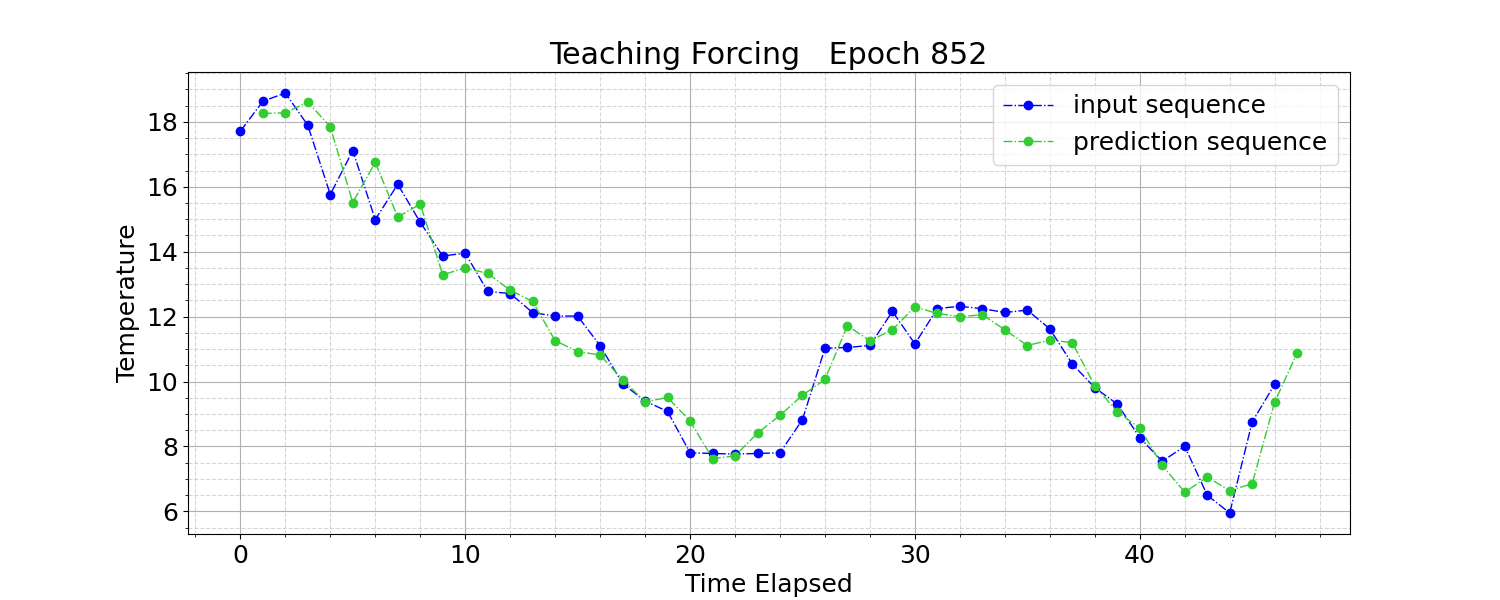 Teaching Forcing   Epoch 852
input sequence
prediction sequence
Temperature
18
16
14
12
10
8
6
0 10 20 30 40
Time Elapsed